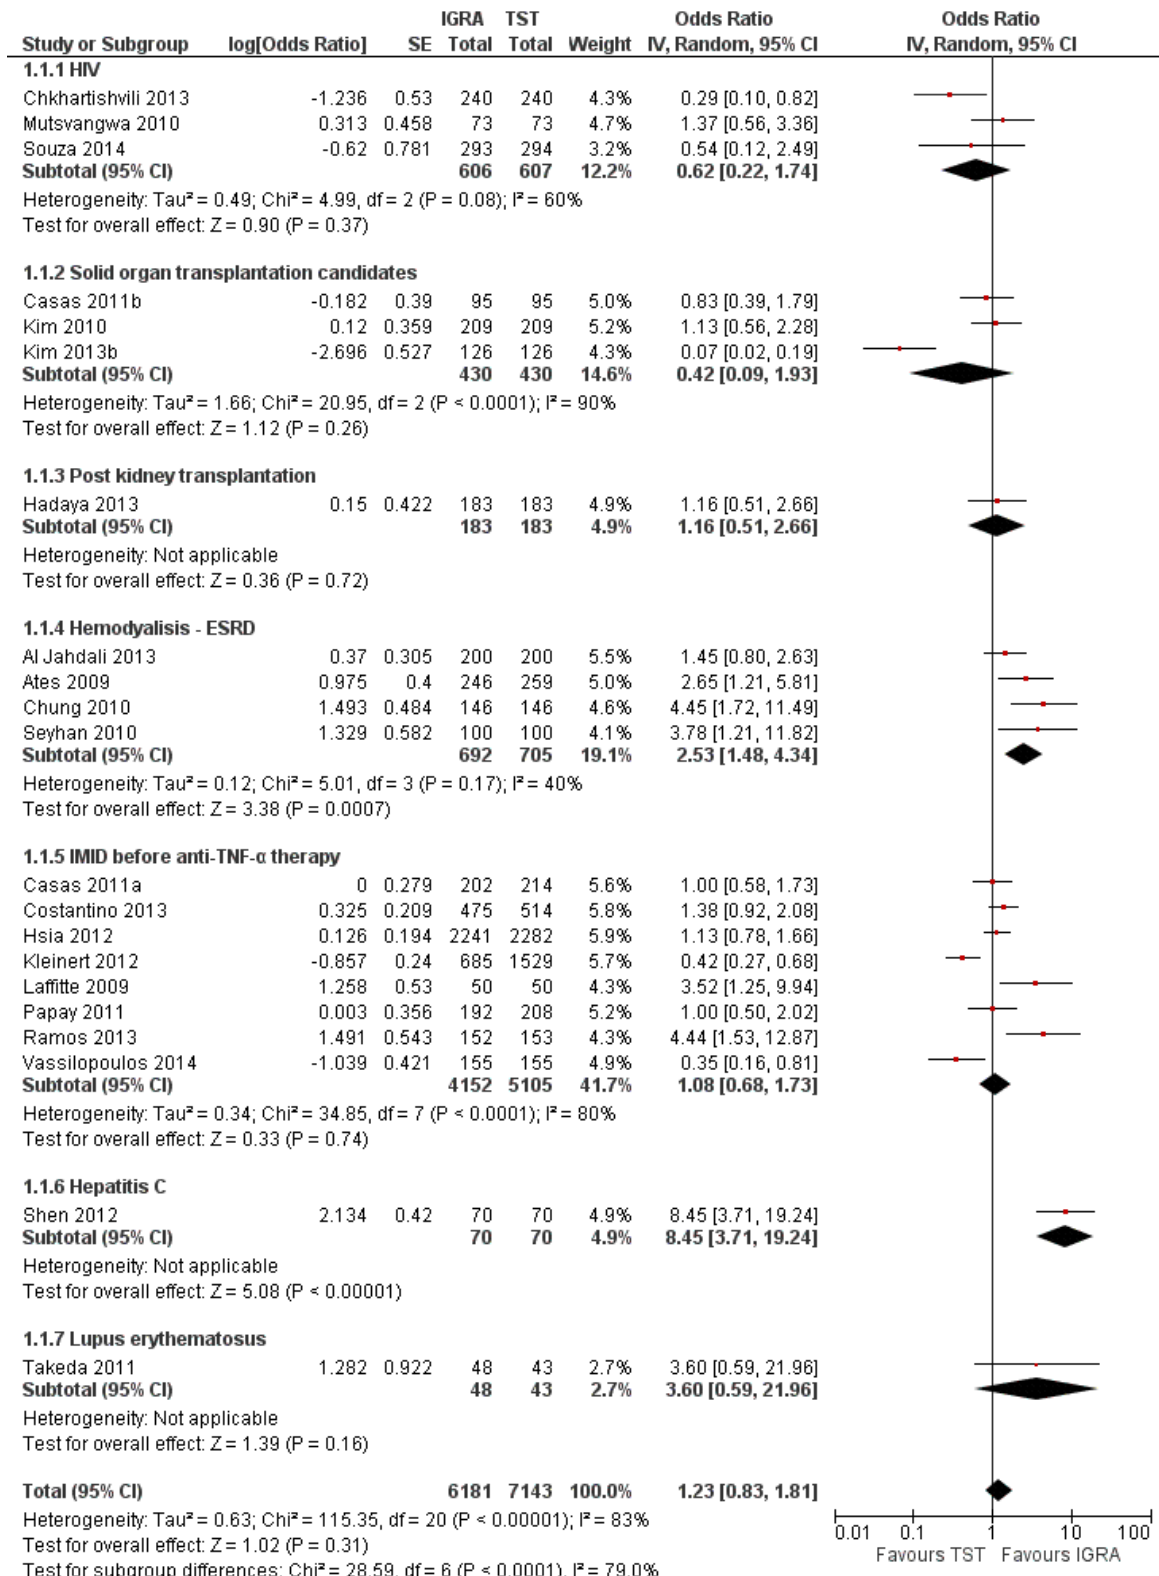 IGRA TST Odds Ratio Odds Ratio
Study or Subgroup log[Odds Ratio] SE Total Total Weight IV, Random, 95% CI IV, Random, 95% CI
1.1.1 HIV
Chkhartishvili 2013 -1.236 0.53 240 240 4.3% 0.29 [0.10, 0.82]
Mutsvangwa 2010 0.313 0.458 73 73 4.7% 1.37 [0.56, 3.36]
Souza 2014 -0.62 0.781 293 294 3.2% 0.54 [0.12, 2.49]
Subtotal (95% CI) 606 607 12.2% 0.62 [0.22, 1.74]
Heterogeneity: Tau² = 0.49; Chi² = 4.99, df = 2 (P = 0.08); I² = 60%
Test for overall effect: Z = 0.90 (P = 0.37)
1.1.2 Solid organ transplantation candidates
Casas 2011b -0.182 0.39 95 95 5.0% 0.83 [0.39, 1.79]
Kim 2010 0.12 0.359 209 209 5.2% 1.13 [0.56, 2.28]
Kim 2013b -2.696 0.527 126 126 4.3% 0.07 [0.02, 0.19]
Subtotal (95% CI) 430 430 14.6% 0.42 [0.09, 1.93]
Heterogeneity: Tau² = 1.66; Chi² = 20.95, df = 2 (P < 0.0001); I² = 90%
Test for overall effect: Z = 1.12 (P = 0.26)
1.1.3 Post kidney transplantation
Hadaya 2013 0.15 0.422 183 183 4.9% 1.16 [0.51, 2.66]
Subtotal (95% CI) 183 183 4.9% 1.16 [0.51, 2.66]
Heterogeneity: Not applicable
Test for overall effect: Z = 0.36 (P = 0.72)
1.1.4 Hemodyalisis - ESRD
Al Jahdali 2013 0.37 0.305 200 200 5.5% 1.45 [0.80, 2.63]
Ates 2009 0.975 0.4 246 259 5.0% 2.65 [1.21, 5.81]
Chung 2010 1.493 0.484 146 146 4.6% 4.45 [1.72, 11.49]
Seyhan 2010 1.329 0.582 100 100 4.1% 3.78 [1.21, 11.82]
Subtotal (95% CI) 692 705 19.1% 2.53 [1.48, 4.34]
Heterogeneity: Tau² = 0.12; Chi² = 5.01, df = 3 (P = 0.17); I² = 40%
Test for overall effect: Z = 3.38 (P = 0.0007)
1.1.5 IMID before anti-TNF-α therapy
Casas 2011a 0 0.279 202 214 5.6% 1.00 [0.58, 1.73]
Costantino 2013 0.325 0.209 475 514 5.8% 1.38 [0.92, 2.08]
Hsia 2012 0.126 0.194 2241 2282 5.9% 1.13 [0.78, 1.66]
Kleinert 2012 -0.857 0.24 685 1529 5.7% 0.42 [0.27, 0.68]
Laffitte 2009 1.258 0.53 50 50 4.3% 3.52 [1.25, 9.94]
Papay 2011 0.003 0.356 192 208 5.2% 1.00 [0.50, 2.02]
Ramos 2013 1.491 0.543 152 153 4.3% 4.44 [1.53, 12.87]
Vassilopoulos 2014 -1.039 0.421 155 155 4.9% 0.35 [0.16, 0.81]
Subtotal (95% CI) 4152 5105 41.7% 1.08 [0.68, 1.73]
Heterogeneity: Tau² = 0.34; Chi² = 34.85, df = 7 (P < 0.0001); I² = 80%
Test for overall effect: Z = 0.33 (P = 0.74)
1.1.6 Hepatitis C
Shen 2012 2.134 0.42 70 70 4.9% 8.45 [3.71, 19.24]
Subtotal (95% CI) 70 70 4.9% 8.45 [3.71, 19.24]
Heterogeneity: Not applicable
Test for overall effect: Z = 5.08 (P < 0.00001)
1.1.7 Lupus erythematosus
Takeda 2011 1.282 0.922 48 43 2.7% 3.60 [0.59, 21.96]
Subtotal (95% CI) 48 43 2.7% 3.60 [0.59, 21.96]
Heterogeneity: Not applicable
Test for overall effect: Z = 1.39 (P = 0.16)
Total (95% CI) 6181 7143 100.0% 1.23 [0.83, 1.81]
Heterogeneity: Tau² = 0.63; Chi² = 115.35, df = 20 (P < 0.00001); I² = 83%
Test for overall effect: Z = 1.02 (P = 0.31)
Test for subgroup differences: Chi² = 28.59, df = 6 (P < 0.0001), I² = 79.0%
0.01 0.1 1 10 100
Favours TST Favours IGRA